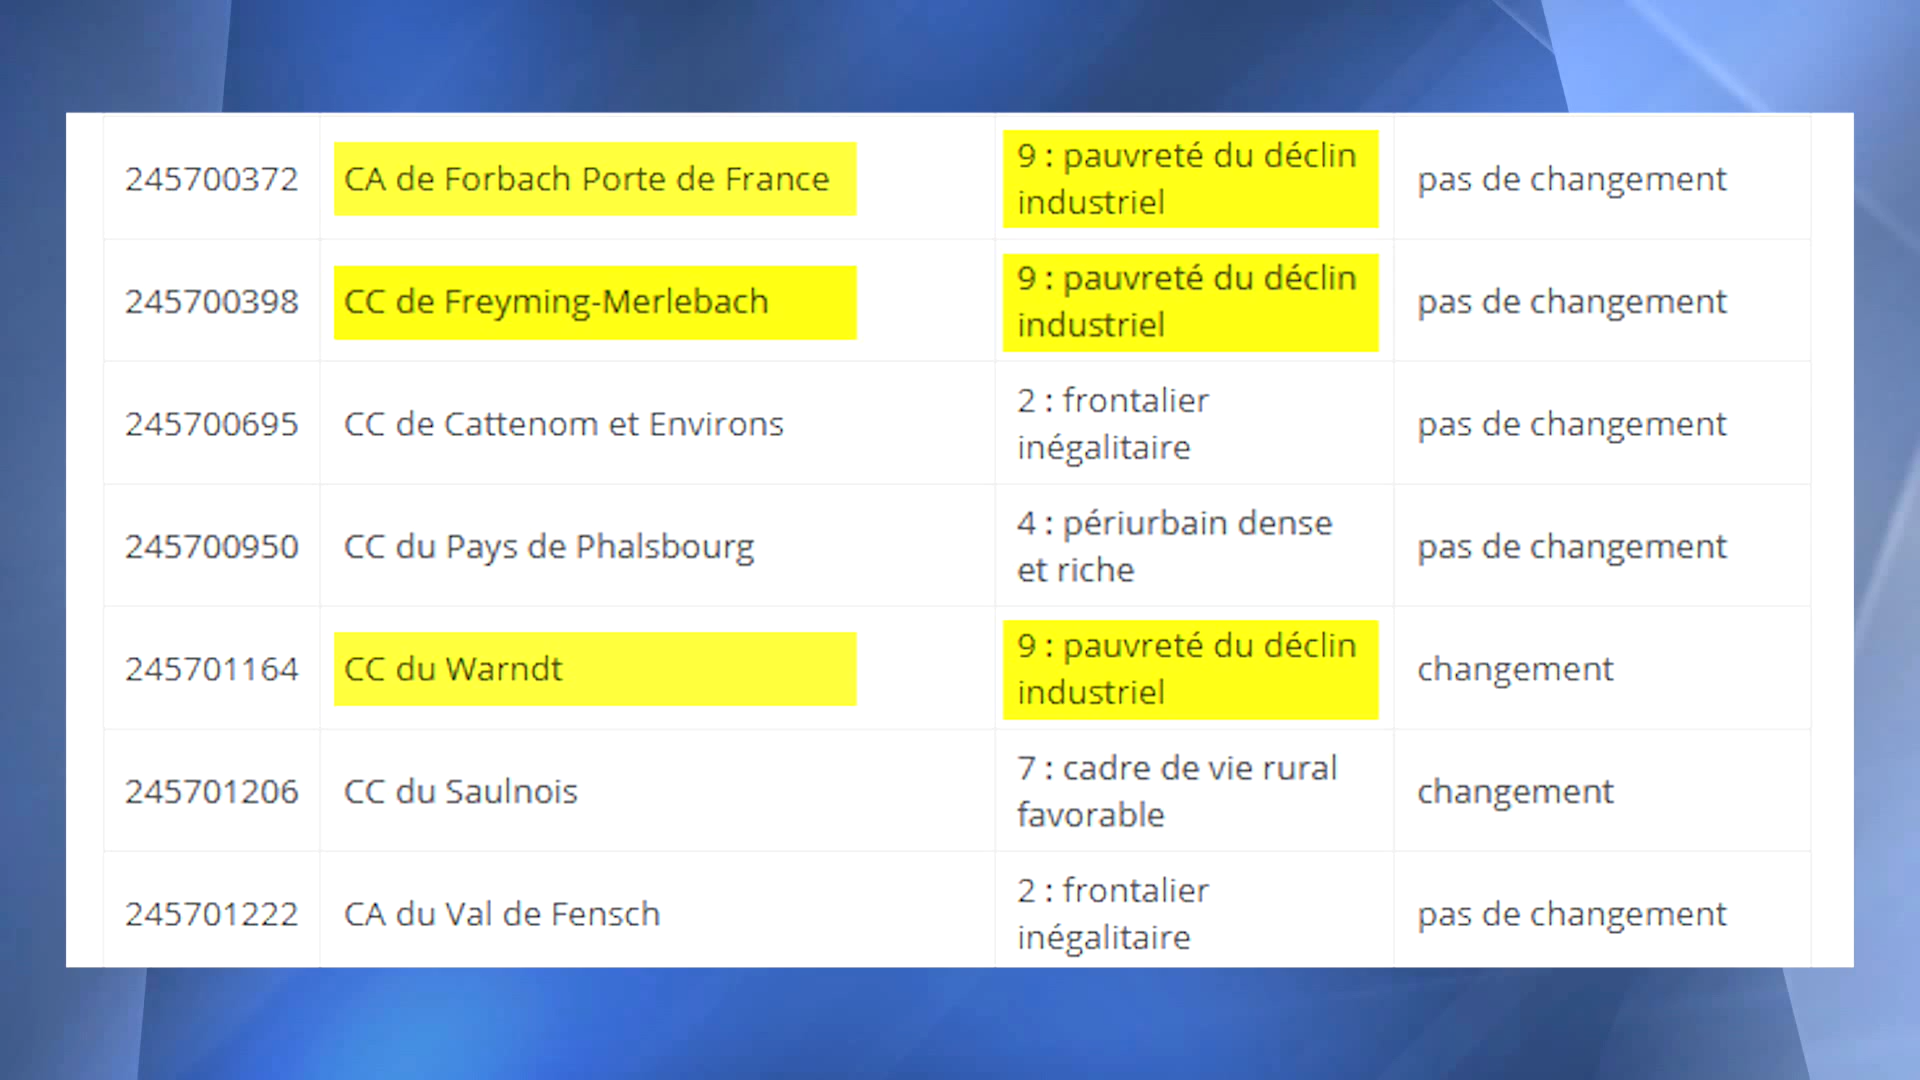 245700372 CA de Forbach Porte de France 9 : pauvreté du déclin
industriel pas de changement
245700398 CC de Freyming-Merlebach 9 : pauvreté du déclin
industriel pas de changement
245700695 CC de Cattenom et Environs 2 : frontalier
inégalitaire pas de changement
245700950 CC du Pays de Phalsbourg 4 : périurbain dense
et riche pas de changement
245701164 CC du Warndt 9 : pauvreté du déclin
industriel changement
245701206 CC du Saulnois 7 : cadre de vie rural
favorable changement
245701222 CA du Val de Fensch 2 : frontalier
inégalitaire pas de changement